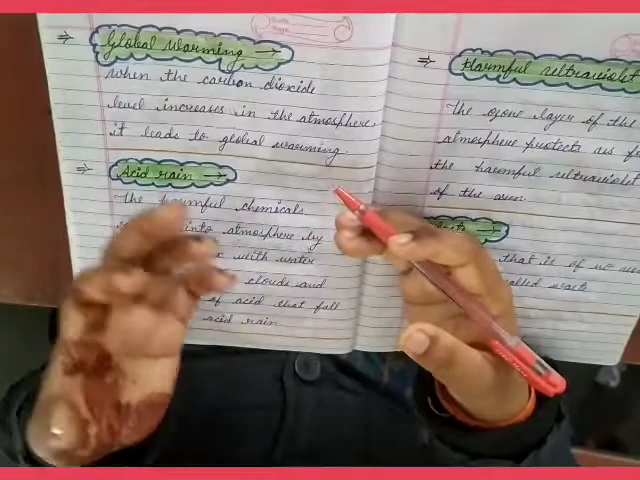 Global Warming →
when the carbon dioxide
level increases in the atmosphere,
it leads to global warming.
Acid rain →
The harmful chemicals
into atmosphere by
with water
clouds and
of acid that fall
acid rain
Harmful ultraviolet
The ozone layer of the
atmosphere protects us
the harmful ultraviolet
of the sun
that is of no
called waste